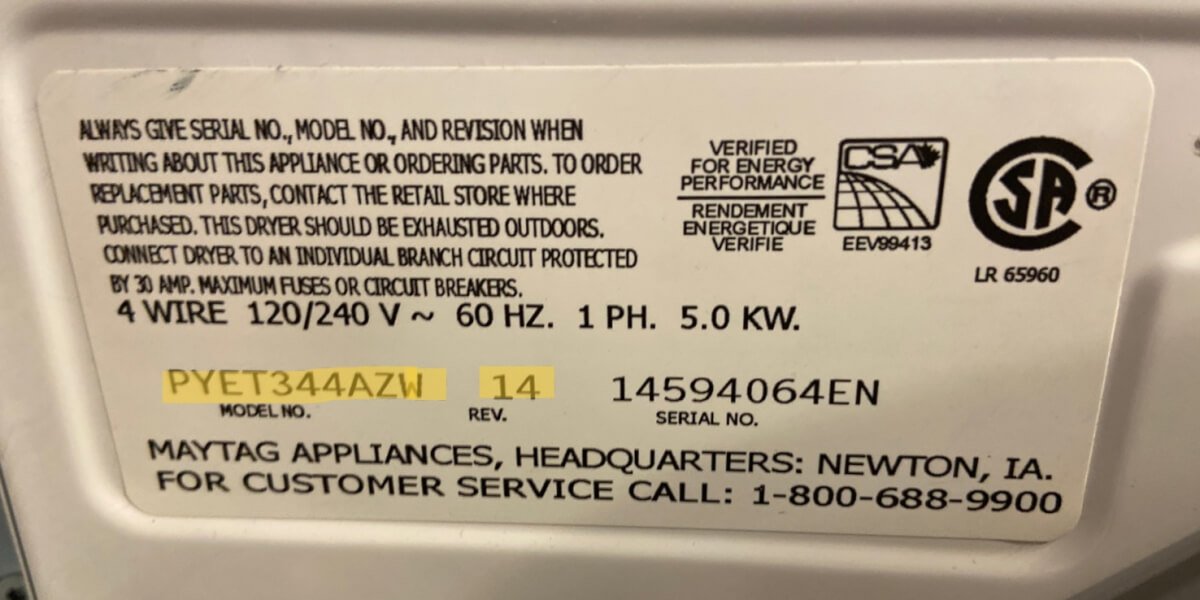 ALWAYS GIVE SERIAL NO., MODEL NO., AND REVISION WHEN
WRITING ABOUT THIS APPLIANCE OR ORDERING PARTS. TO ORDER
REPLACEMENT PARTS, CONTACT THE RETAIL STORE WHERE
PURCHASED. THIS DRYER SHOULD BE EXHAUSTED OUTDOORS.
CONNECT DRYER TO AN INDIVIDUAL BRANCH CIRCUIT PROTECTED
BY 30 AMP. MAXIMUM FUSES OR CIRCUIT BREAKERS.
VERIFIED
FOR ENERGY
PERFORMANCE
RENDEMENT
ENERGETIQUE
VERIFIE
CSA
EEV99413
SA ®
LR 65960
4 WIRE 120/240 V ~ 60 HZ. 1 PH. 5.0 KW.
PYET344AZW 14 14594064EN
MODEL NO. REV. SERIAL NO.
MAYTAG APPLIANCES, HEADQUARTERS: NEWTON, IA.
FOR CUSTOMER SERVICE CALL: 1-800-688-9900